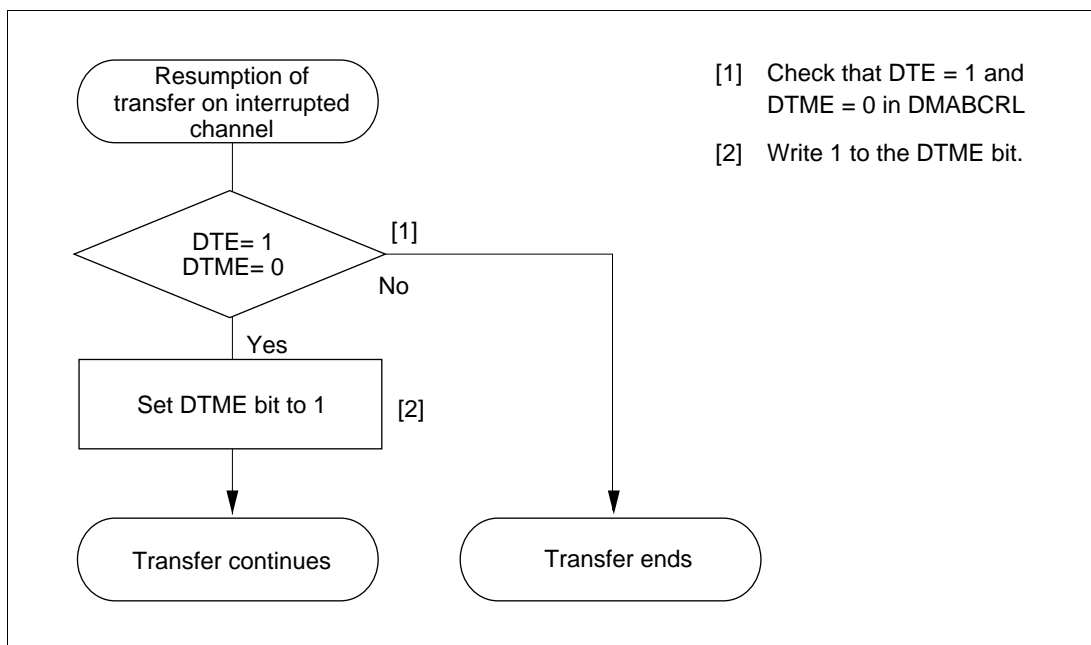 Resumption of
transfer on interrupted
channel
[1] Check that DTE = 1 and
DTME = 0 in DMABCRL
[2] Write 1 to the DTME bit.
DTE= 1
DTME= 0
[1]
No
Yes
Set DTME bit to 1
[2]
Transfer continues
Transfer ends